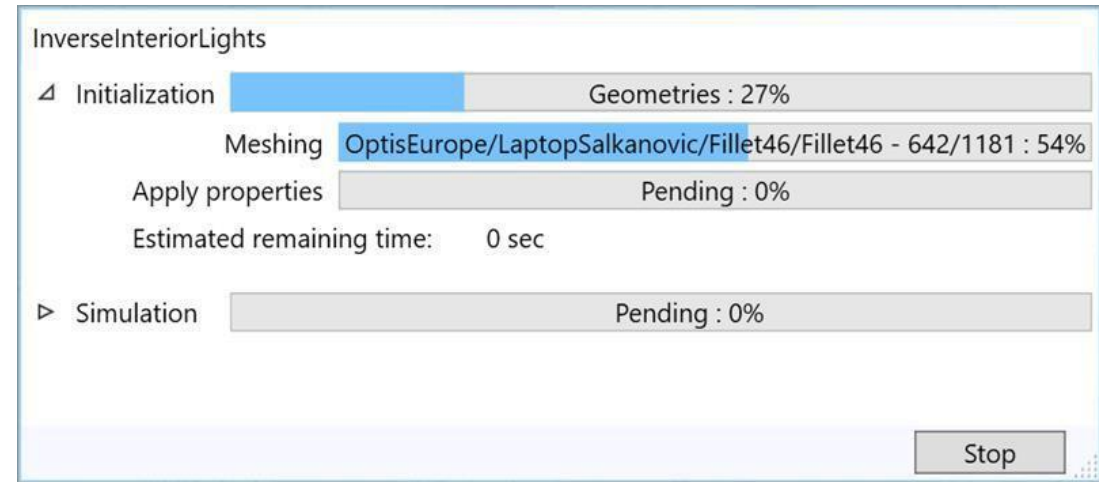 InverseInteriorLights
Initialization Geometries : 27%
Meshing OptisEurope/LaptopSalkanovic/Fillet46/Fillet46 - 642/1181 : 54%
Apply properties Pending : 0%
Estimated remaining time: 0 sec
Simulation Pending : 0%
Stop